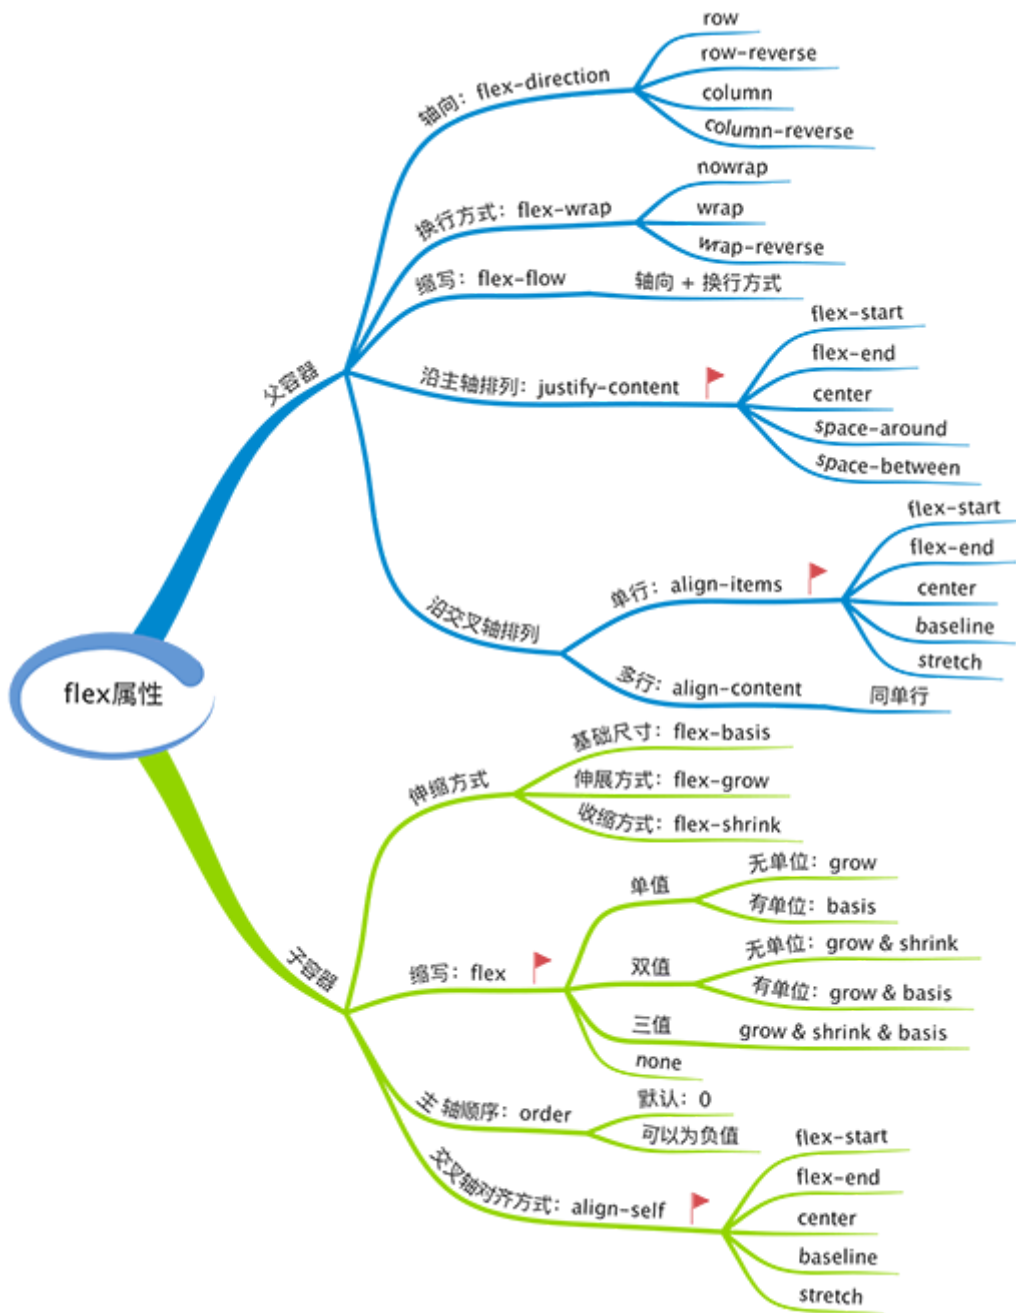 flex属性
父容器
轴向：flex-direction
row
row-reverse
column
column-reverse
换行方式：flex-wrap
nowrap
wrap
wrap-reverse
缩写：flex-flow
轴向 + 换行方式
沿主轴排列：justify-content
flex-start
flex-end
center
space-around
space-between
沿交叉轴排列
单行：align-items
flex-start
flex-end
center
baseline
stretch
多行：align-content
同单行
子容器
伸缩方式
基础尺寸：flex-basis
伸展方式：flex-grow
收缩方式：flex-shrink
缩写：flex
单值
无单位：grow
有单位：basis
双值
无单位：grow & shrink
有单位：grow & basis
三值
grow & shrink & basis
none
主轴顺序：order
默认：0
可以为负值
交叉轴对齐方式：align-self
flex-start
flex-end
center
baseline
stretch